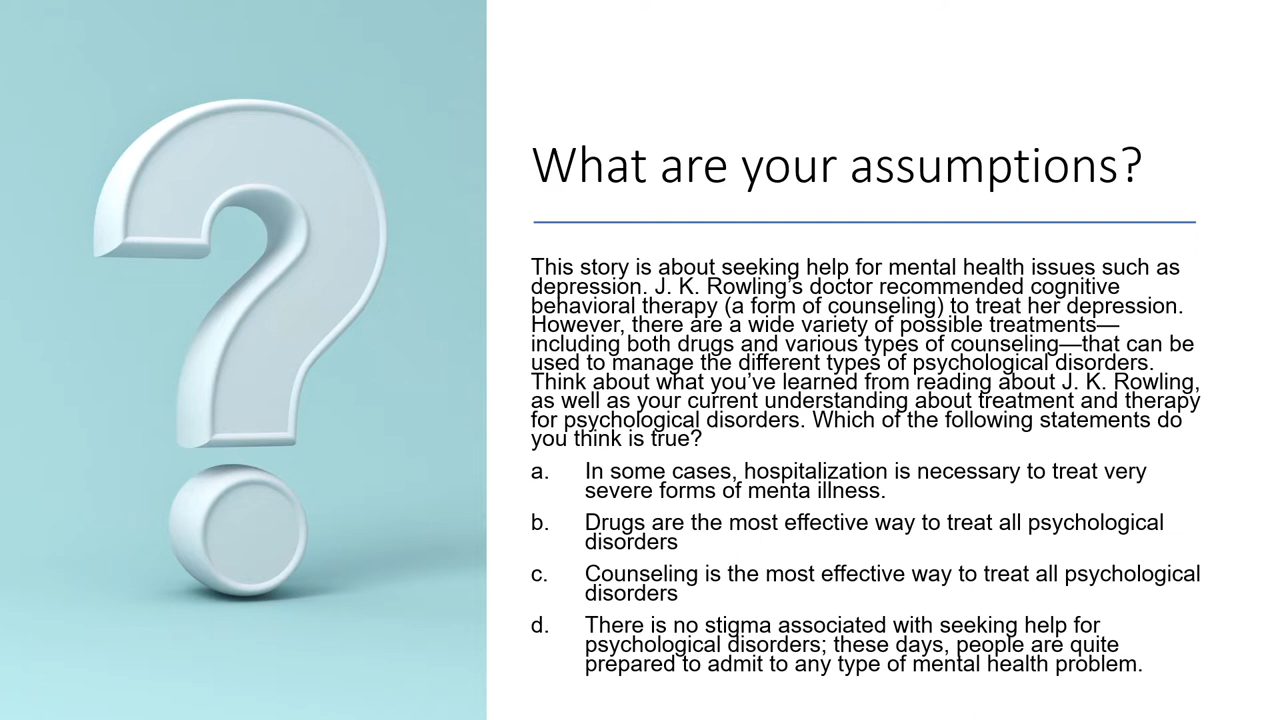 What are your assumptions?
This story is about seeking help for mental health issues such as
depression. J. K. Rowling's doctor recommended cognitive
behavioral therapy (a form of counseling) to treat her depression.
However, there are a wide variety of possible treatments—
including both drugs and various types of counseling—that can be
used to manage the different types of psychological disorders.
Think about what you've learned from reading about J. K. Rowling,
as well as your current understanding about treatment and therapy
for psychological disorders. Which of the following statements do
you think is true?
a. In some cases, hospitalization is necessary to treat very
severe forms of menta illness.
b. Drugs are the most effective way to treat all psychological
disorders
c. Counseling is the most effective way to treat all psychological
disorders
d. There is no stigma associated with seeking help for
psychological disorders; these days, people are quite
prepared to admit to any type of mental health problem.